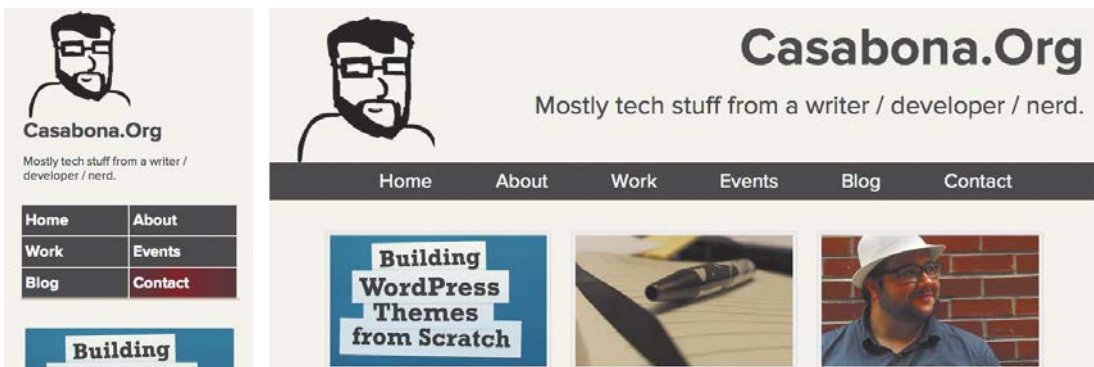 Casabona.Org
Mostly tech stuff from a writer /
developer / nerd.
Home About
Work Events
Blog Contact
Building
Casabona.Org
Mostly tech stuff from a writer / developer / nerd.
Home About Work Events Blog Contact
Building
WordPress
Themes
from Scratch